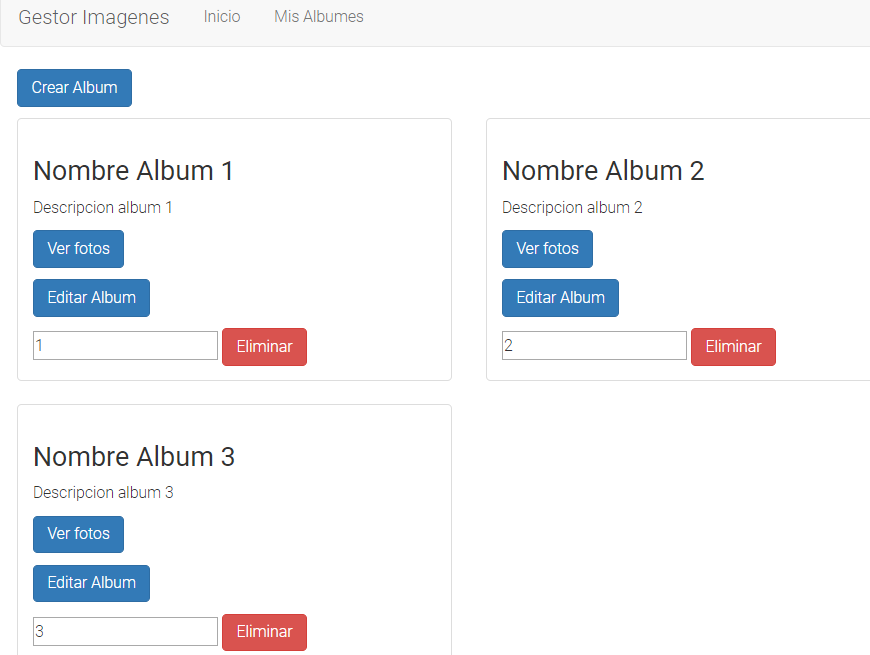 Gestor Imagenes Inicio Mis Albumes
Crear Album
Nombre Album 1
Descripcion album 1
Ver fotos
Editar Album
1 Eliminar
Nombre Album 2
Descripcion album 2
Ver fotos
Editar Album
2 Eliminar
Nombre Album 3
Descripcion album 3
Ver fotos
Editar Album
3 Eliminar